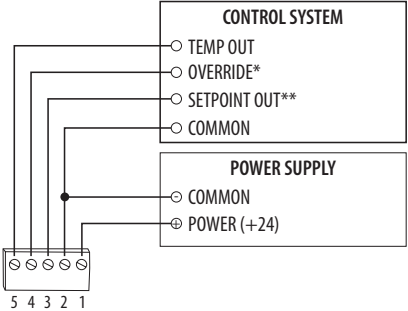 CONTROL SYSTEM
TEMP OUT
OVERRIDE*
SETPOINT OUT**
COMMON
POWER SUPPLY
COMMON
POWER (+24)
5 4 3 2 1